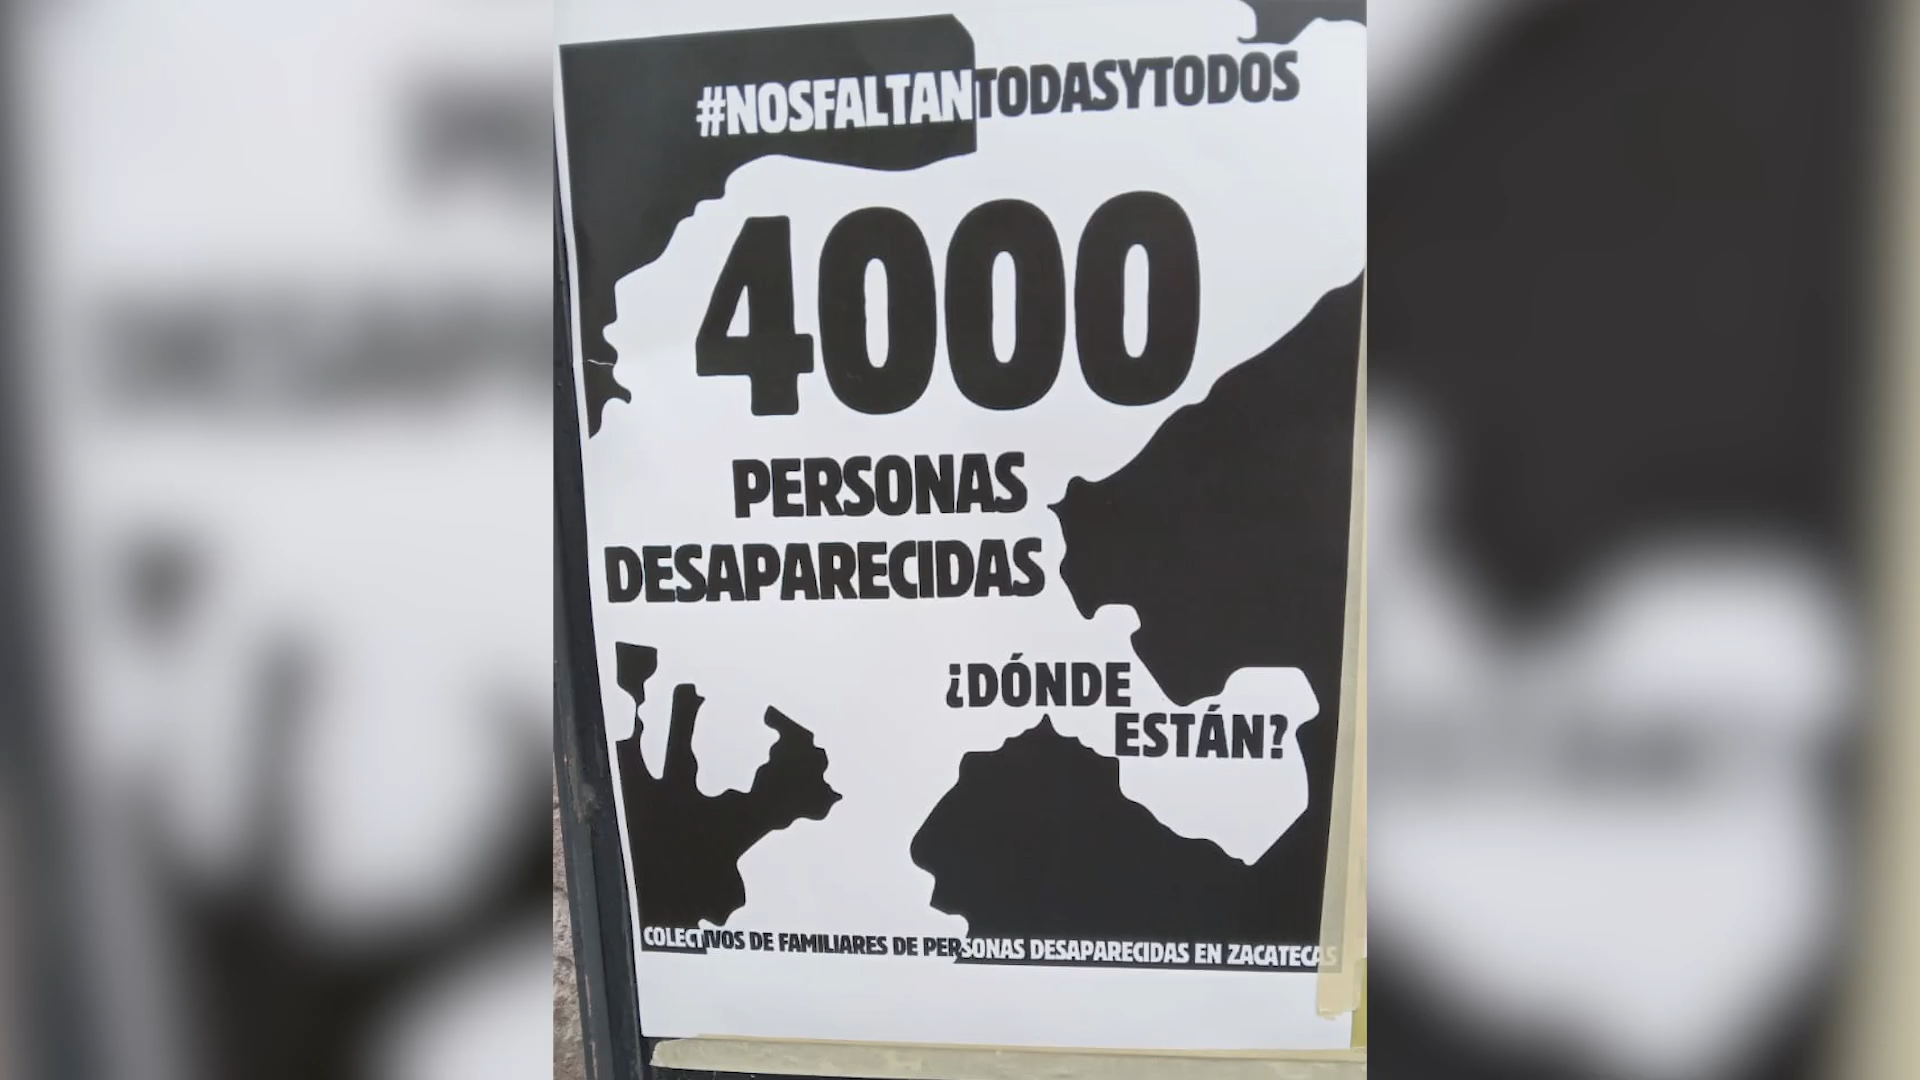 #NOSFALTANTODASYTODOS
4000
PERSONAS
DESAPARECIDAS
¿DÓNDE
ESTÁN?
COLECTIVOS DE FAMILIARES DE PERSONAS DESAPARECIDAS EN ZACATECAS